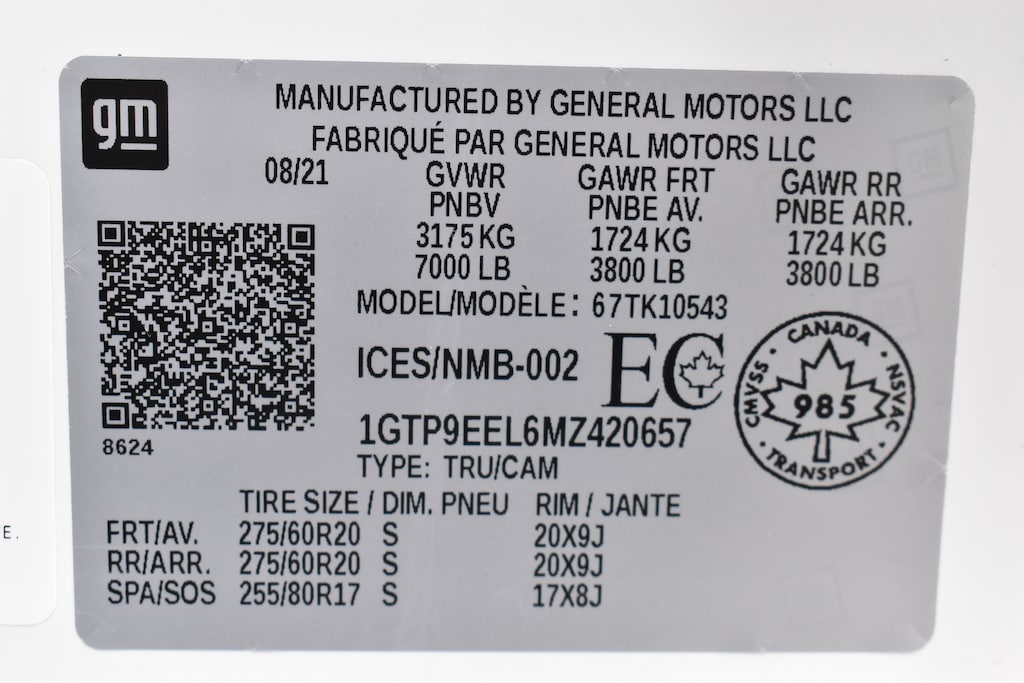 gm
MANUFACTURED BY GENERAL MOTORS LLC
FABRIQUÉ PAR GENERAL MOTORS LLC
08/21 GVWR GAWR FRT GAWR RR
PNBV PNBE AV. PNBE ARR.
3175 KG 1724 KG 1724 KG
7000 LB 3800 LB 3800 LB
MODEL/MODÈLE: 67TK10543
ICES/NMB-002 EC
CANADA
CMVSS 985 NSVAC
TRANSPORT
1GTP9EEL6MZ420657
8624
TYPE: TRU/CAM
TIRE SIZE / DIM. PNEU RIM / JANTE
FRT/AV. 275/60R20 S 20X9J
RR/ARR. 275/60R20 S 20X9J
SPA/SOS 255/80R17 S 17X8J